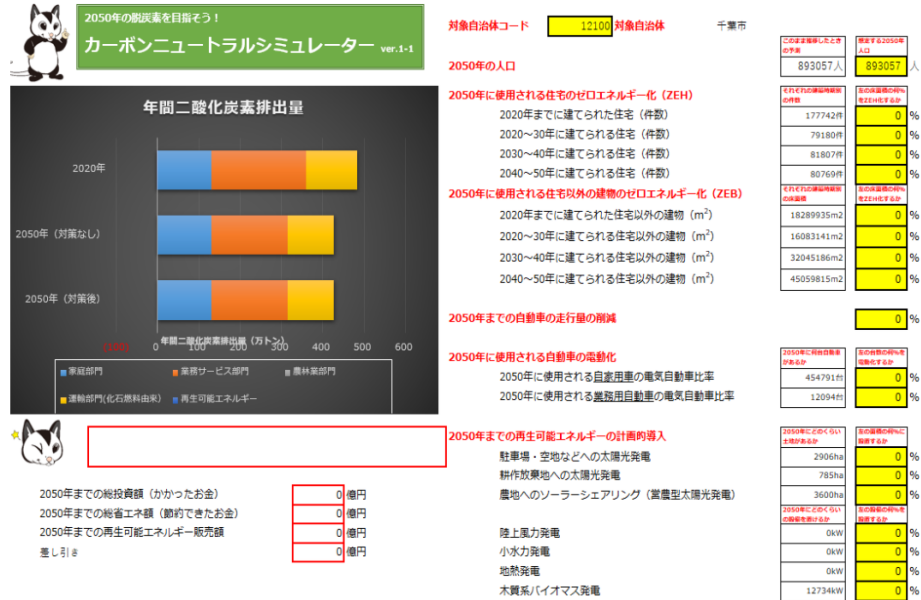 2050年の脱炭素を目指そう！
カーボンニュートラルシミュレーター ver.1-1
年間二酸化炭素排出量
2020年
2050年（対策なし）
2050年（対策後）
0 100 200 300 400 500 600
年間二酸化炭素排出量（万トン）
家庭部門 業務サービス部門 農林業部門
運輸部門(化石燃料由来) 再生可能エネルギー
2050年までの総投資額（かかったお金） 0 億円
2050年までの総省エネ額（節約できたお金） 0 億円
2050年までの再生可能エネルギー販売額 0 億円
差し引き 0 億円
対象自治体コード 12100 対象自治体 千葉市
このまま推移したときの予測
想定する2050年人口
2050年の人口 893057人 893057 人
2050年に使用される住宅のゼロエネルギー化（ZEH）
それぞれの建築時期別の件数
左の床面積の何%をZEH化するか
2020年までに建てられた住宅（件数） 177742件 0 %
2020～30年に建てられる住宅（件数） 79180件 0 %
2030～40年に建てられる住宅（件数） 81807件 0 %
2040～50年に建てられる住宅（件数） 80769件 0 %
2050年に使用される住宅以外の建物のゼロエネルギー化（ZEB）
それぞれの建築時期別の床面積
左の床面積の何%をZEH化するか
2020年までに建てられた住宅以外の建物（m²） 18289935m2 0 %
2020～30年に建てられる住宅以外の建物（m²） 16083141m2 0 %
2030～40年に建てられる住宅以外の建物（m²） 32045186m2 0 %
2040～50年に建てられる住宅以外の建物（m²） 45059815m2 0 %
2050年までの自動車の走行量の削減 0 %
2050年に使用される自動車の電動化
2050年に何台自動車があるか
左の台数の何%を電動化するか
2050年に使用される自家用車の電気自動車比率 454791台 0 %
2050年に使用される業務用自動車の電気自動車比率 12094台 0 %
2050年までの再生可能エネルギーの計画的導入
2050年にどのくらい土地があるか
左の面積の何%に設置するか
駐車場・空地などへの太陽光発電 2906ha 0 %
耕作放棄地への太陽光発電 785ha 0 %
農地へのソーラーシェアリング（営農型太陽光発電） 3600ha 0 %
2050年にどのくらいの設備を置けるか
左の設備の何%を設置するか
陸上風力発電 0kW 0 %
小水力発電 0kW 0 %
地熱発電 0kW 0 %
木質系バイオマス発電 12734kW 0 %